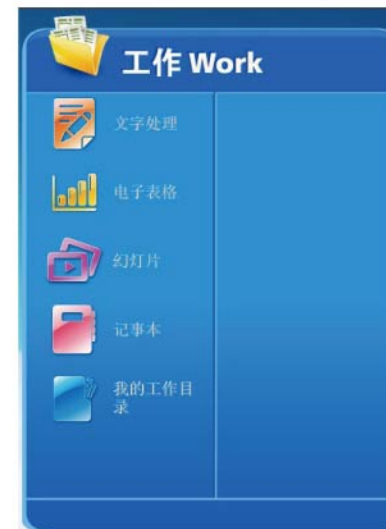 工作 Work
文字处理
电子表格
幻灯片
记事本
我的工作目
录